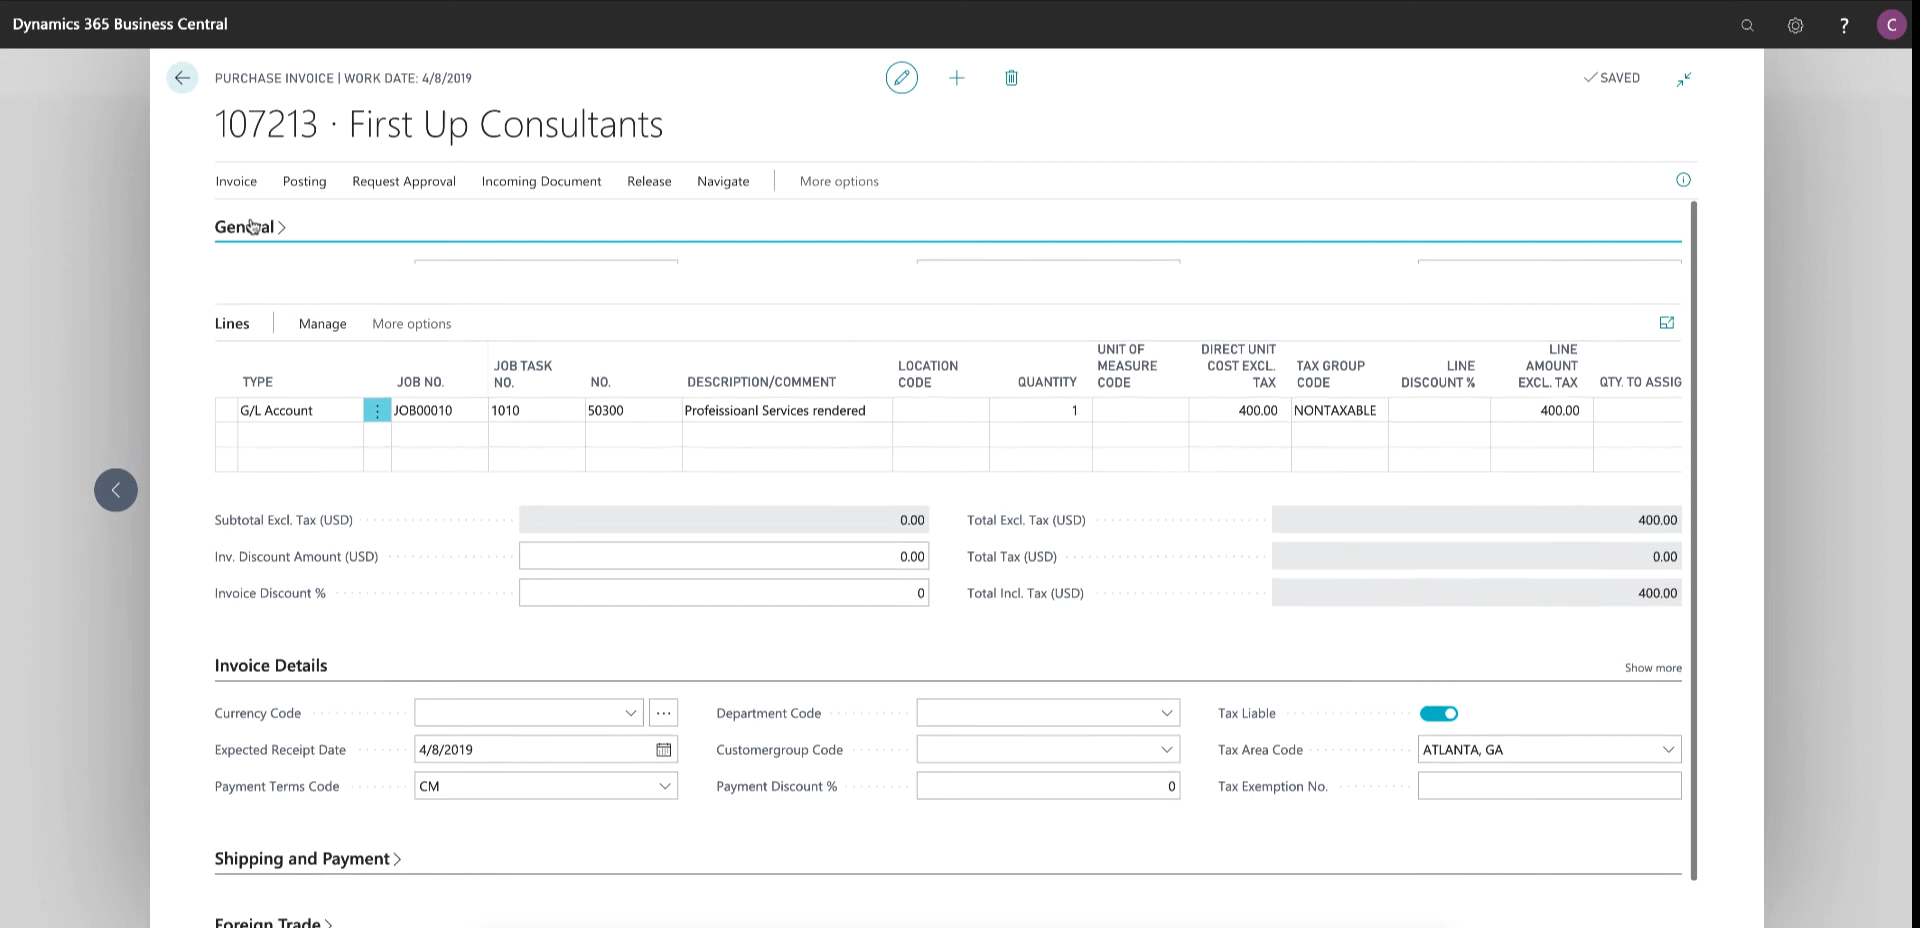 Dynamics 365 Business Central
? C
PURCHASE INVOICE | WORK DATE: 4/8/2019
SAVED
107213 · First Up Consultants
Invoice Posting Request Approval Incoming Document Release Navigate | More options
General
Lines | Manage More options
TYPE JOB NO. JOB TASK NO. NO. DESCRIPTION/COMMENT LOCATION CODE QUANTITY UNIT OF MEASURE CODE DIRECT UNIT COST EXCL. TAX TAX GROUP CODE LINE DISCOUNT % LINE AMOUNT EXCL. TAX QTY. TO ASSIG
G/L Account JOB00010 1010 50300 Profeissioanl Services rendered 1 400.00 NONTAXABLE 400.00
Subtotal Excl. Tax (USD) 0.00 Total Excl. Tax (USD) 400.00
Inv. Discount Amount (USD) 0.00 Total Tax (USD) 0.00
Invoice Discount % 0 Total Incl. Tax (USD) 400.00
Invoice Details Show more
Currency Code Department Code Tax Liable
Expected Receipt Date 4/8/2019 Customergroup Code Tax Area Code ATLANTA, GA
Payment Terms Code CM Payment Discount % 0 Tax Exemption No.
Shipping and Payment
Foreign Trade